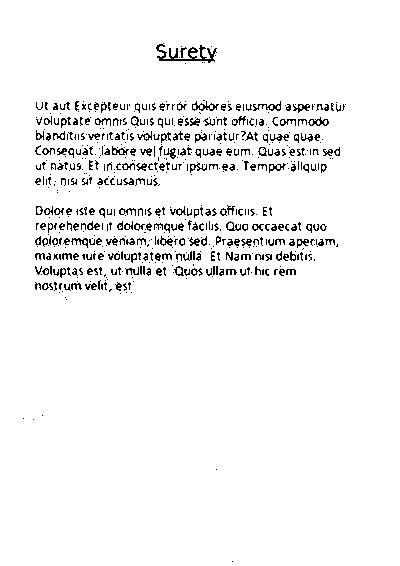 Surety
Ut aut Excepteur quis error dolores eiusmod aspernatur
voluptate omnis Quis qui esse sunt officia. Commodo
blanditiis veritatis voluptate pariatur?At quae quae.
Consequat. labore vel fugiat quae eum. Quas est in sed
ut natus. Et in consectetur ipsum ea. Tempor aliquip
elit, nisi sit accusamus.
Dolore iste qui omnis et voluptas officiis. Et
reprehenderit doloremque facilis. Quo occaecat quo
doloremque veniam, libero sed. Praesentium aperiam,
maxime iure voluptatem nulla. Et Nam nisi debitis.
Voluptas est, ut nulla et. Quos ullam ut hic rem
nostrum velit, est